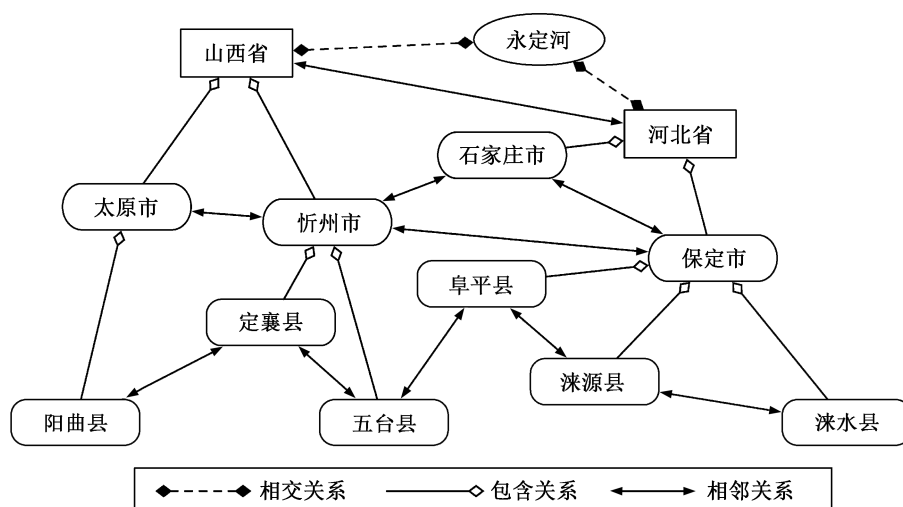 永定河
山西省
河北省
石家庄市
太原市
忻州市
保定市
阜平县
定襄县
涞源县
阳曲县
五台县
涞水县
相交关系
包含关系
相邻关系